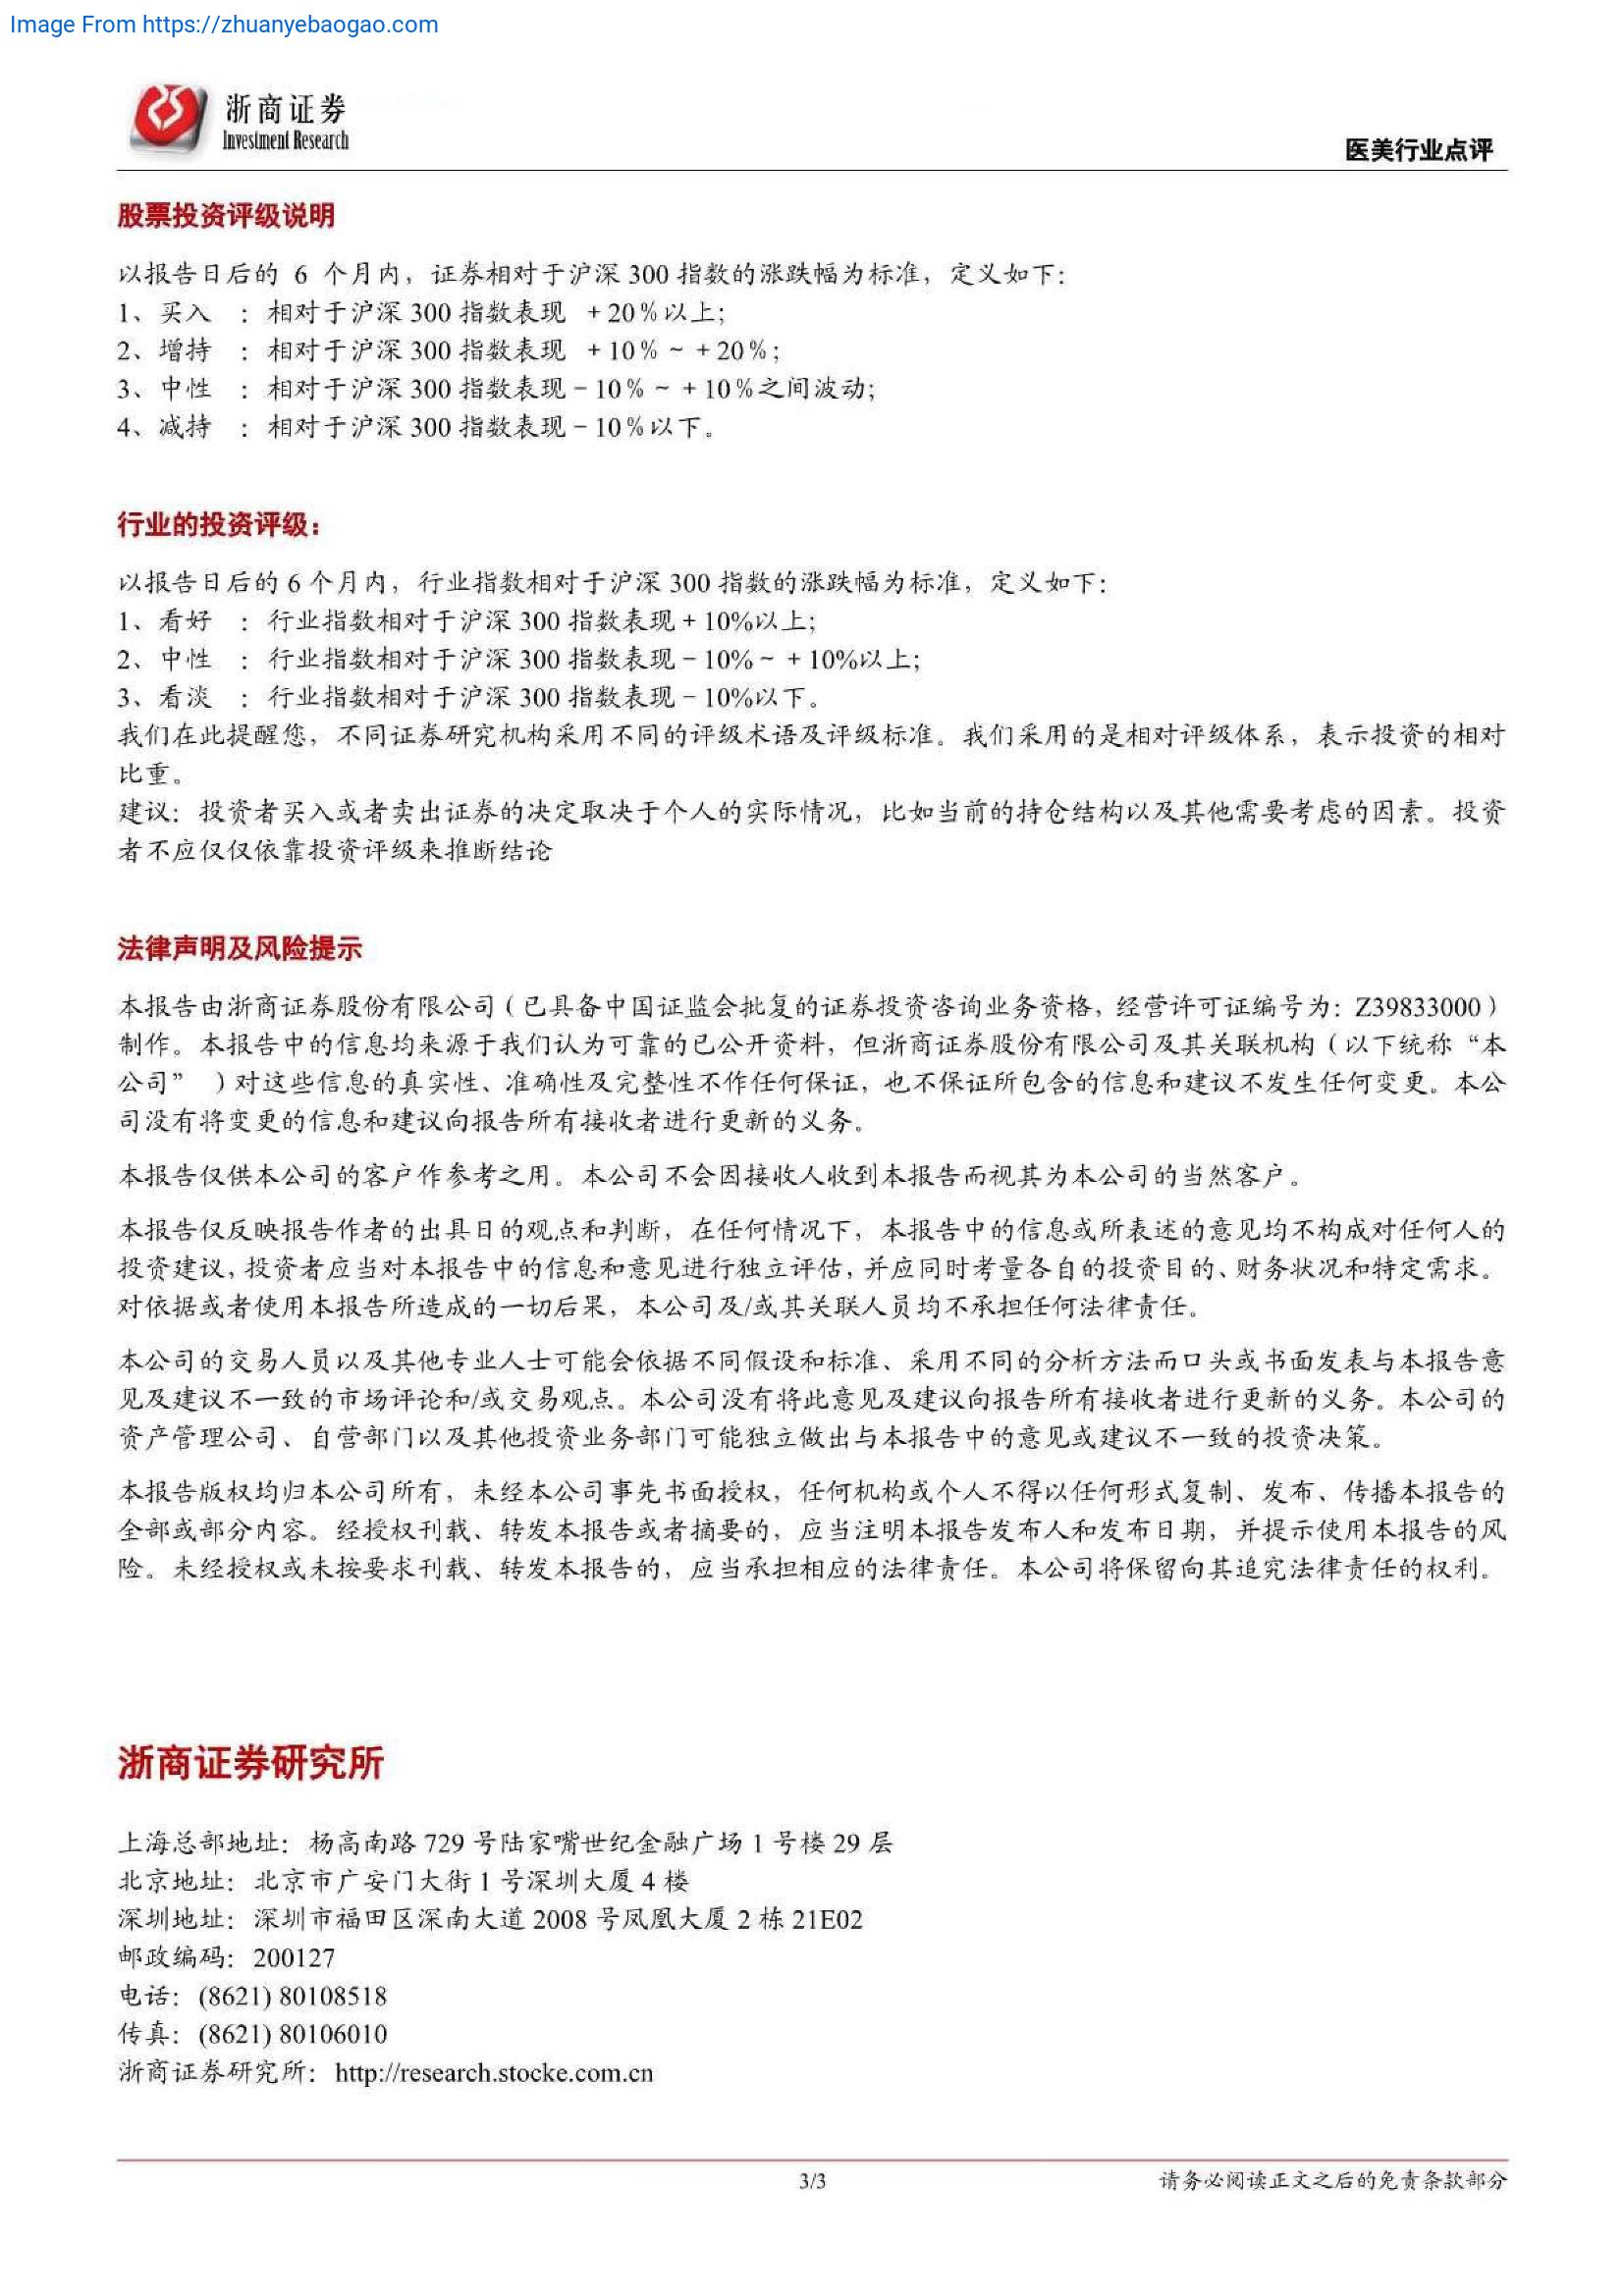 Image From https://zhuanyebaogao.com
浙商证券
Investment Research
医美行业点评
股票投资评级说明
以报告日后的 6 个月内，证券相对于沪深 300 指数的涨跌幅为标准，定义如下：
1、买入 ：相对于沪深 300 指数表现 ＋20％以上；
2、增持 ：相对于沪深 300 指数表现 ＋10％～＋20％；
3、中性 ：相对于沪深 300 指数表现－10％～＋10％之间波动；
4、减持 ：相对于沪深 300 指数表现－10％以下。
行业的投资评级：
以报告日后的 6 个月内，行业指数相对于沪深 300 指数的涨跌幅为标准，定义如下：
1、看好 ：行业指数相对于沪深 300 指数表现＋10%以上；
2、中性 ：行业指数相对于沪深 300 指数表现－10%～＋10%以上；
3、看淡 ：行业指数相对于沪深 300 指数表现－10%以下。
我们在此提醒您，不同证券研究机构采用不同的评级术语及评级标准。我们采用的是相对评级体系，表示投资的相对
比重。
建议：投资者买入或者卖出证券的决定取决于个人的实际情况，比如当前的持仓结构以及其他需要考虑的因素。投资
者不应仅仅依靠投资评级来推断结论
法律声明及风险提示
本报告由浙商证券股份有限公司（已具备中国证监会批复的证券投资咨询业务资格，经营许可证编号为：Z39833000）
制作。本报告中的信息均来源于我们认为可靠的已公开资料，但浙商证券股份有限公司及其关联机构（以下统称“本
公司” ）对这些信息的真实性、准确性及完整性不作任何保证，也不保证所包含的信息和建议不发生任何变更。本公
司没有将变更的信息和建议向报告所有接收者进行更新的义务。
本报告仅供本公司的客户作参考之用。本公司不会因接收人收到本报告而视其为本公司的当然客户。
本报告仅反映报告作者的出具日的观点和判断，在任何情况下，本报告中的信息或所表述的意见均不构成对任何人的
投资建议，投资者应当对本报告中的信息和意见进行独立评估，并应同时考量各自的投资目的、财务状况和特定需求。
对依据或者使用本报告所造成的一切后果，本公司及/或其关联人员均不承担任何法律责任。
本公司的交易人员以及其他专业人士可能会依据不同假设和标准、采用不同的分析方法而口头或书面发表与本报告意
见及建议不一致的市场评论和/或交易观点。本公司没有将此意见及建议向报告所有接收者进行更新的义务。本公司的
资产管理公司、自营部门以及其他投资业务部门可能独立做出与本报告中的意见或建议不一致的投资决策。
本报告版权均归本公司所有，未经本公司事先书面授权，任何机构或个人不得以任何形式复制、发布、传播本报告的
全部或部分内容。经授权刊载、转发本报告或者摘要的，应当注明本报告发布人和发布日期，并提示使用本报告的风
险。未经授权或未按要求刊载、转发本报告的，应当承担相应的法律责任。本公司将保留向其追究法律责任的权利。
浙商证券研究所
上海总部地址：杨高南路 729 号陆家嘴世纪金融广场 1 号楼 29 层
北京地址：北京市广安门大街 1 号深圳大厦 4 楼
深圳地址：深圳市福田区深南大道 2008 号凤凰大厦 2 栋 21E02
邮政编码：200127
电话：(8621) 80108518
传真：(8621) 80106010
浙商证券研究所：http://research.stocke.com.cn
3/3
请务必阅读正文之后的免责条款部分